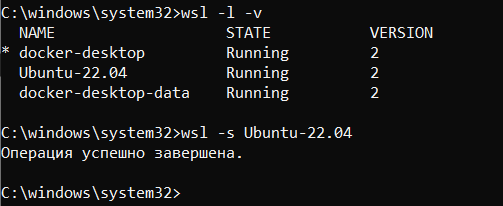 C:\windows\system32>wsl -l -v
  NAME                   STATE           VERSION
* docker-desktop         Running         2
  Ubuntu-22.04           Running         2
  docker-desktop-data    Running         2
C:\windows\system32>wsl -s Ubuntu-22.04
Операция успешно завершена.
C:\windows\system32>